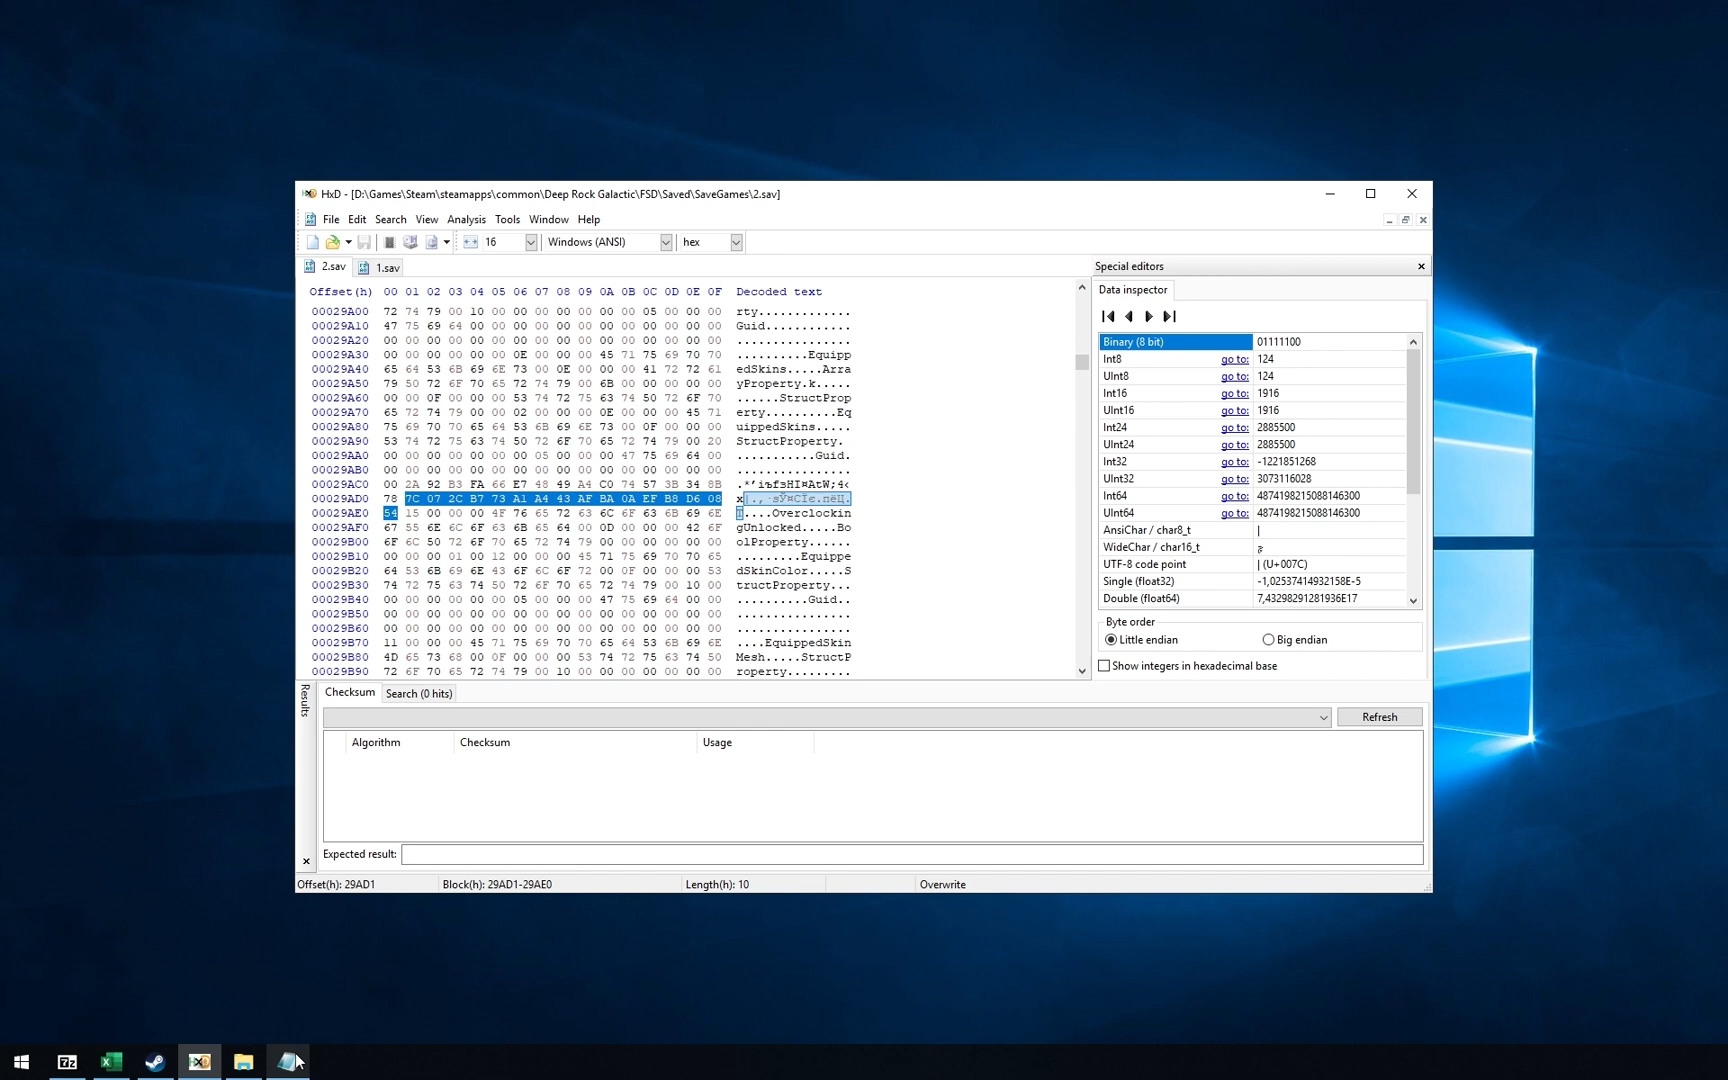 HxD - [D:\Games\Steam\steamapps\common\Deep Rock Galactic\FSD\Saved\SaveGames\2.sav]
File Edit Search View Analysis Tools Window Help
16 Windows (ANSI) hex
2.sav 1.sav
Special editors
Data inspector
Offset(h) 00 01 02 03 04 05 06 07 08 09 0A 0B 0C 0D 0E 0F Decoded text
00029A00 72 74 79 00 10 00 00 00 00 00 00 00 05 00 00 00 rty.............
00029A10 47 75 69 64 00 00 00 00 00 00 00 00 00 00 00 00 Guid............
00029A20 00 00 00 00 00 00 00 00 00 00 00 00 00 00 00 00 ................
00029A30 00 00 00 00 00 0E 00 00 00 45 71 75 69 70 70 .........Equipp
00029A40 65 64 53 6B 69 6E 73 00 0E 00 00 00 41 72 72 61 edSkins.....Arra
00029A50 79 50 72 6F 70 65 72 74 79 00 6B 00 00 00 00 00 yProperty.k.....
00029A60 00 00 0F 00 00 00 53 74 72 75 63 74 50 72 6F 70 ......StructProp
00029A70 65 72 74 79 00 02 00 00 00 0E 00 00 00 45 71 erty.........Eq
00029A80 75 69 70 70 65 64 53 6B 69 6E 73 00 0F 00 00 00 uippedSkins.....
00029A90 53 74 72 75 63 74 50 72 6F 70 65 72 74 79 00 20 StructProperty.
00029AA0 00 00 00 00 00 00 05 00 00 00 47 75 69 64 00 00 ..........Guid..
00029AB0 00 00 00 00 00 00 00 00 00 00 00 00 00 00 00 00 ................
00029AC0 00 2A 92 B3 FA 66 E7 48 49 A4 C0 74 57 3B 34 8B .*’іъfзHI¤АtW;4‹
00029AD0 78 7C 07 2C B7 73 A1 A4 43 AF BA 0A EF B8 D6 08 x|.,·sЎ¤CЇє.пёЦ.
00029AE0 54 15 00 00 00 4F 76 65 72 63 6C 6F 63 6B 69 6E T....Overclockin
00029AF0 67 55 6E 6C 6F 63 6B 65 64 00 0D 00 00 00 42 6F gUnlocked.....Bo
00029B00 6F 6C 50 72 6F 70 65 72 74 79 00 00 00 00 00 00 olProperty......
00029B10 00 00 00 01 00 12 00 00 00 45 71 75 69 70 70 65 .........Equippe
00029B20 64 53 6B 69 6E 43 6F 6C 6F 72 00 0F 00 00 00 53 dSkinColor.....S
00029B30 74 72 75 63 74 50 72 6F 70 65 72 74 79 00 10 00 tructProperty...
00029B40 00 00 00 00 00 00 05 00 00 00 47 75 69 64 00 00 ..........Guid..
00029B50 00 00 00 00 00 00 00 00 00 00 00 00 00 00 00 00 ................
00029B60 00 00 00 00 00 00 00 00 00 00 00 00 00 00 00 00 ................
00029B70 11 00 00 00 45 71 75 69 70 70 65 64 53 6B 69 6E ....EquippedSkin
00029B80 4D 65 73 68 00 0F 00 00 00 53 74 72 75 63 74 50 Mesh.....StructP
00029B90 72 6F 70 65 72 74 79 00 10 00 00 00 00 00 00 00 roperty.........
Binary (8 bit) 01111100
Int8 go to: 124
UInt8 go to: 124
Int16 go to: 1916
UInt16 go to: 1916
Int24 go to: 2885500
UInt24 go to: 2885500
Int32 go to: -1221851268
UInt32 go to: 3073116028
Int64 go to: 4874198215088146300
UInt64 go to: 4874198215088146300
AnsiChar / char8_t |
WideChar / char16_t
UTF-8 code point | (U+007C)
Single (float32) -1,02537414932158E-5
Double (float64) 7,43298291281936E17
Byte order
Little endian Big endian
Show integers in hexadecimal base
Results
Checksum Search (0 hits)
Refresh
Algorithm Checksum Usage
Expected result:
Offset(h): 29AD1 Block(h): 29AD1-29AE0 Length(h): 10 Overwrite
7z